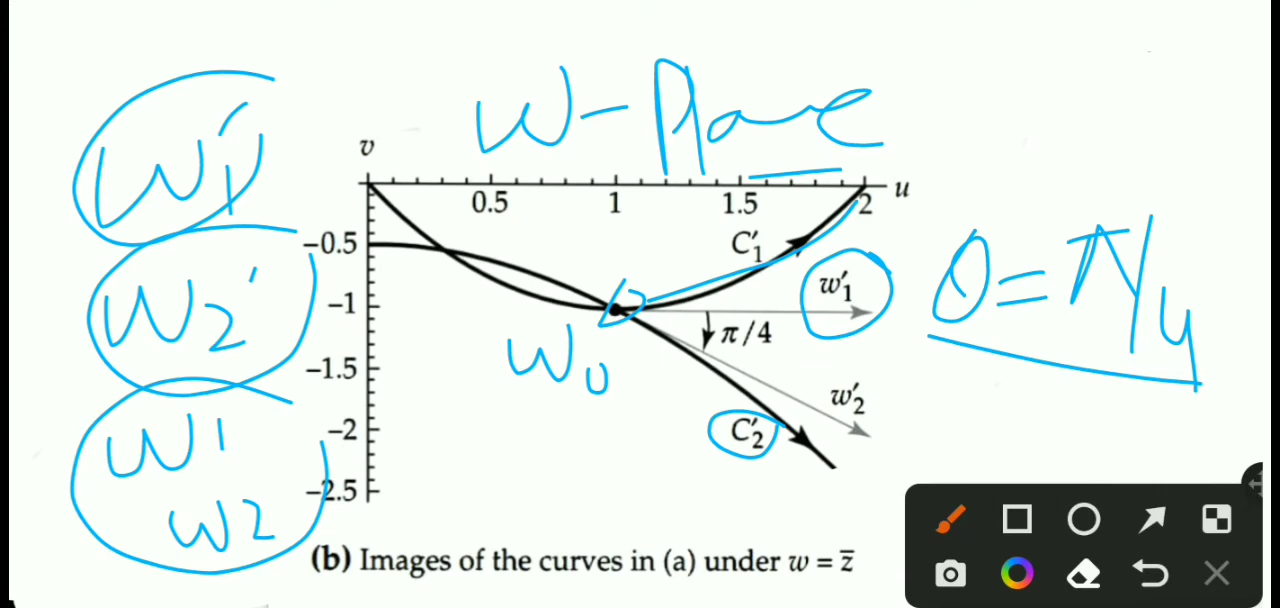 W-Plane
W'1
W2'
W1
W2
W0
θ=π/4
v
u
0.5
1
1.5
2
-0.5
-1
-1.5
-2
-2.5
C'1
w'1
π/4
w'2
C'2
(b) Images of the curves in (a) under w = z̄